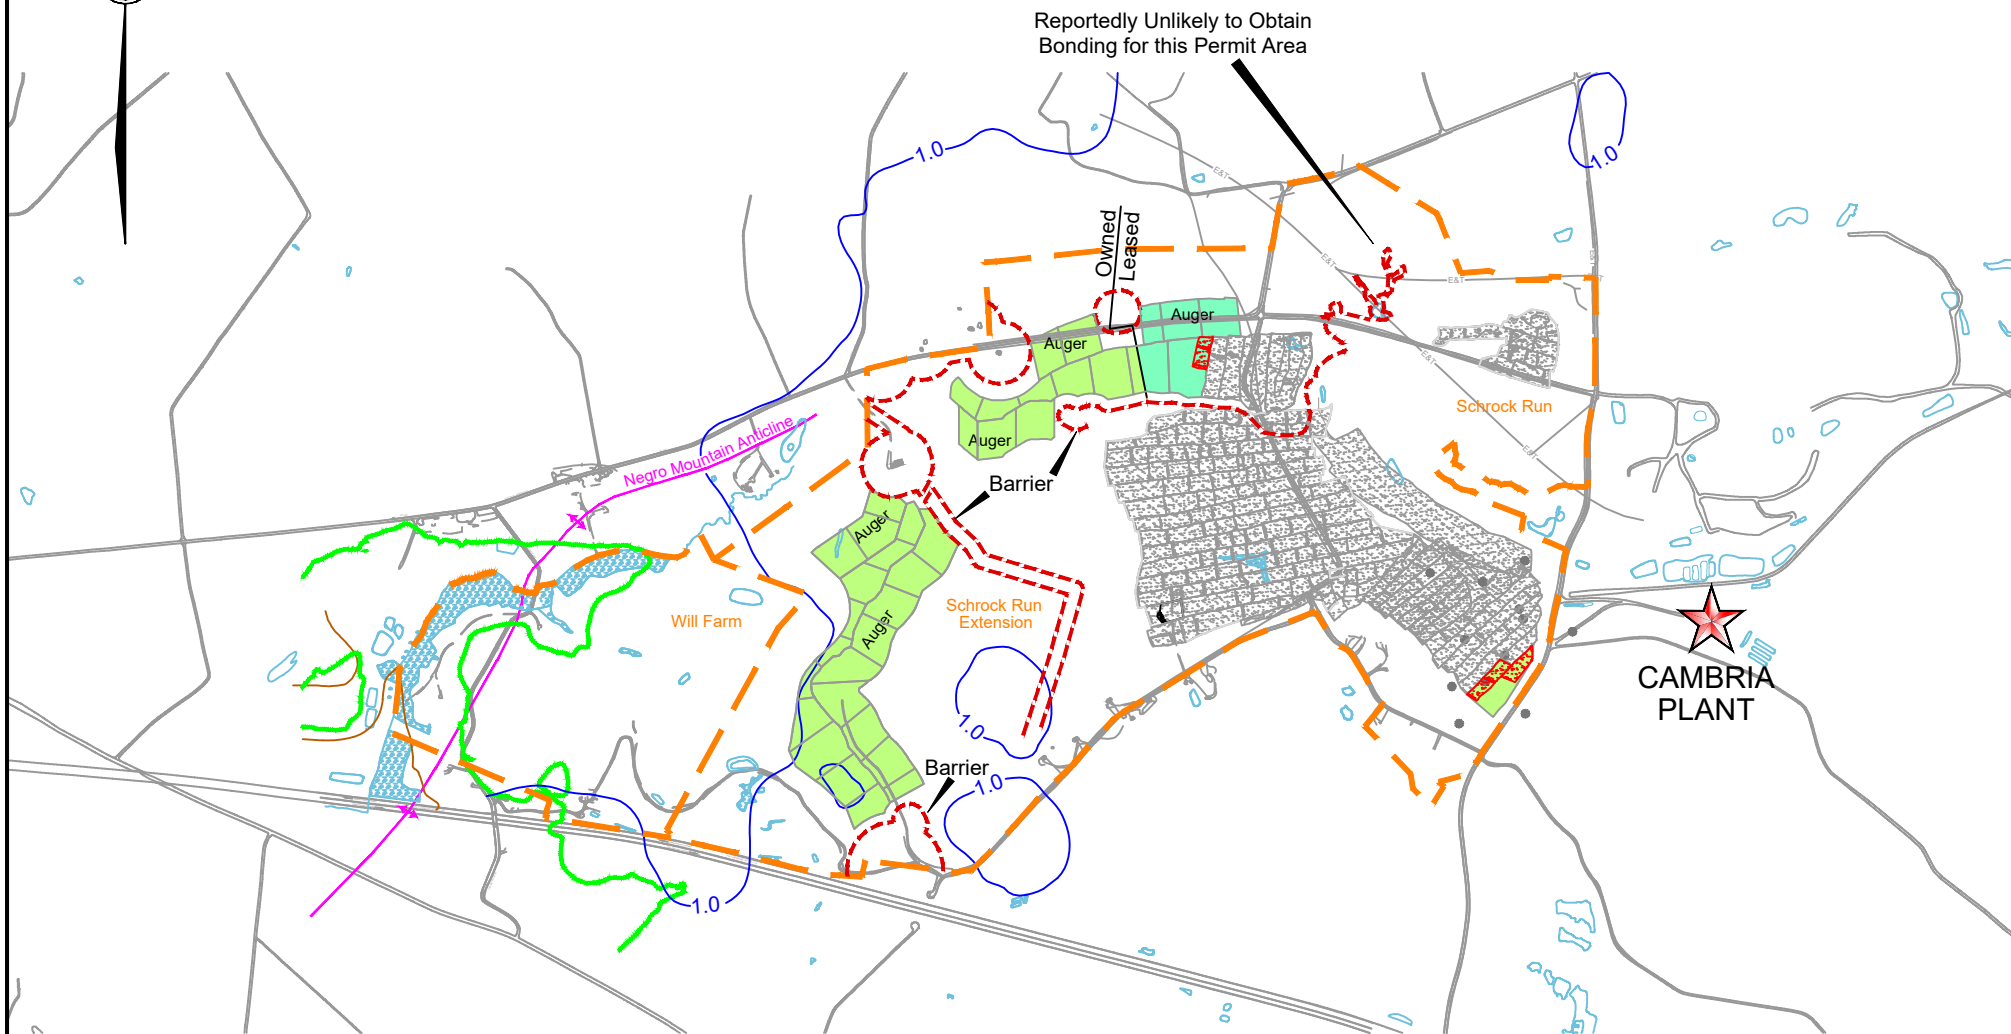 Reportedly Unlikely to Obtain
Bonding for this Permit Area
1.0
1.0
E&T
Owned
Leased
E&T
E&T
E&T
Auger
Auger
E&T
Schrock Run
Negro Mountain Anticline
Auger
E&T
Barrier
Auger
Schrock Run
Extension
Will Farm
Auger
CAMBRIA
PLANT
1.0
Barrier
1.0
1.0